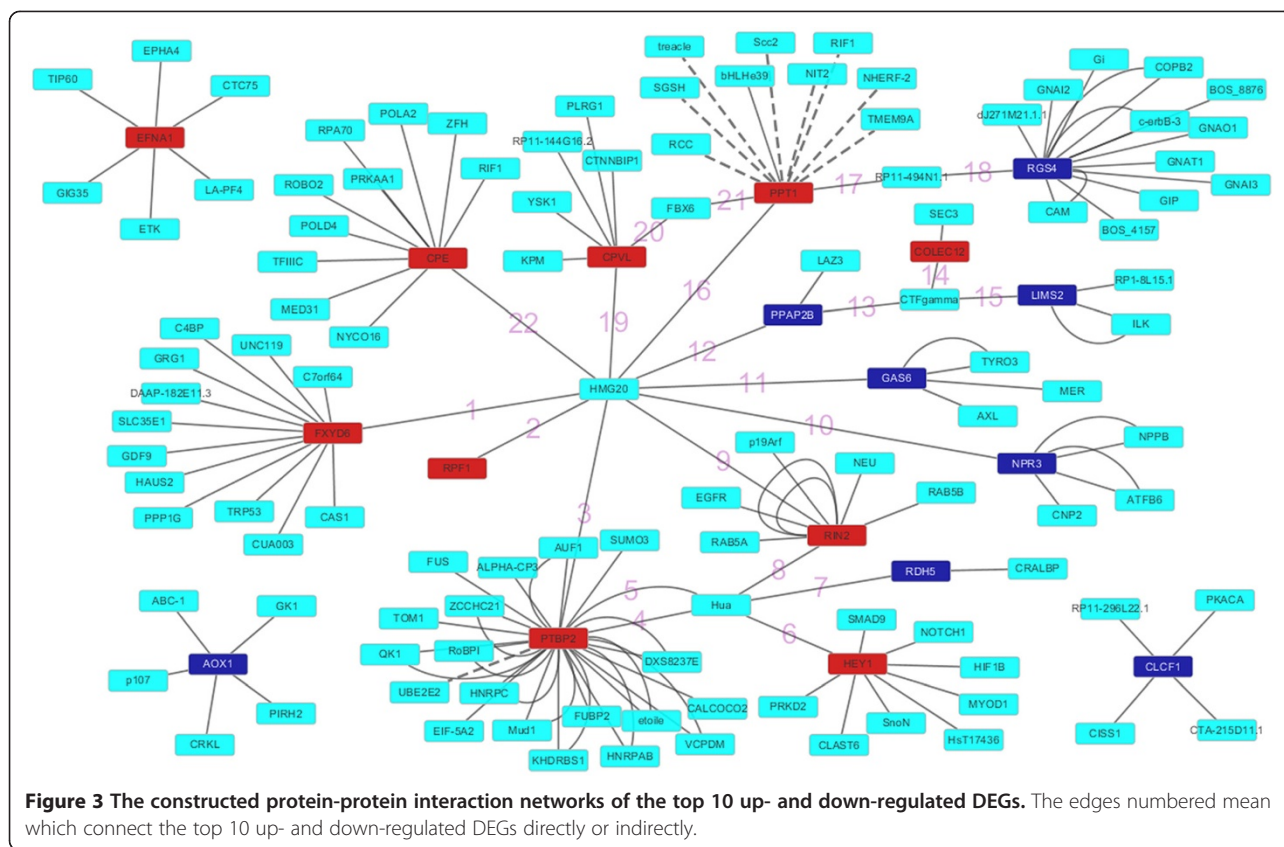 EPHA4
TIP60
CTC75
EFNA1
GIG35
LA-PF4
ETK
POLA2
RPA70
ZFH
ROBO2
PRKAA1
RIF1
POLD4
CPE
TFIIIC
MED31
NYCO16
PLRG1
RP11-144G16.2
CTNNBIP1
YSK1
FBX6
KPM
CPVL
20
21
treacle
Scc2
RIF1
SGSH
bHLHe39
NIT2
NHERF-2
TMEM9A
RCC
PPT1
17
RP11-494N1.1
18
Gi
COPB2
GNAI2
BOS_8876
dJ271M21.1.1
c-erbB-3
GNAO1
RGS4
GNAT1
GNAI3
GIP
CAM
BOS_4157
SEC3
COLEC12
14
LAZ3
PPAP2B
13
CTFgamma
15
LIMS2
RP1-8L15.1
ILK
16
12
19
22
HMG20
11
GAS6
TYRO3
MER
AXL
10
NPR3
NPPB
ATFB6
CNP2
C4BP
UNC119
GRG1
C7orf64
DAAP-182E11.3
SLC35E1
FXYD6
GDF9
HAUS2
PPP1G
TRP53
CAS1
CUA003
1
2
RPF1
9
p19Arf
NEU
EGFR
RAB5B
RAB5A
RIN2
3
8
7
RDH5
CRALBP
Hua
5
4
6
AUF1
SUMO3
FUS
ALPHA-CP3
ZCCHC21
TOM1
PTBP2
QK1
RoBPI
DXS8237E
UBE2E2
HNRPC
CALCOCO2
EIF-5A2
Mud1
FUBP2
etoile
VCPDM
KHDRBS1
HNRPAB
SMAD9
NOTCH1
HEY1
HIF1B
PRKD2
MYOD1
SnoN
CLAST6
HsT17436
ABC-1
GK1
AOX1
p107
PIRH2
CRKL
RP11-296L22.1
PKACA
CLCF1
CISS1
CTA-215D11.1
Figure 3 The constructed protein-protein interaction networks of the top 10 up- and down-regulated DEGs. The edges numbered mean
which connect the top 10 up- and down-regulated DEGs directly or indirectly.